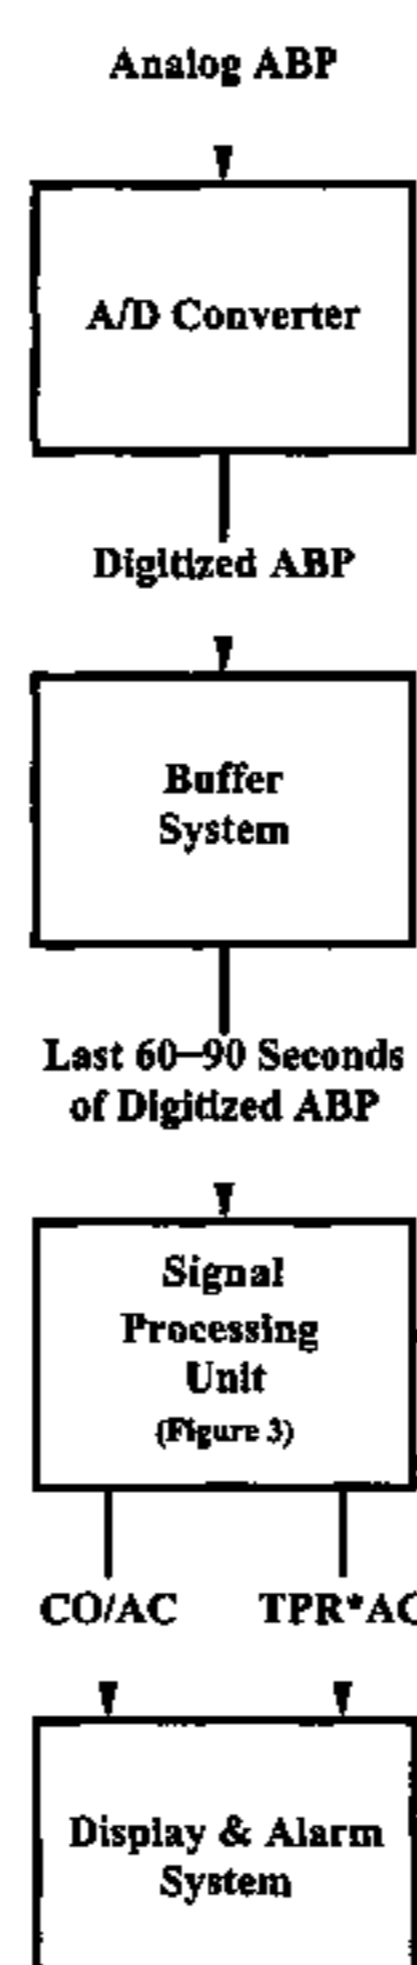 Analog ABP
A/D Converter
Digitized ABP
Buffer
System
Last 60–90 Seconds
of Digitized ABP
Signal
Processing
Unit
(Figure 3)
CO/AC TPR*AC
Display & Alarm
System